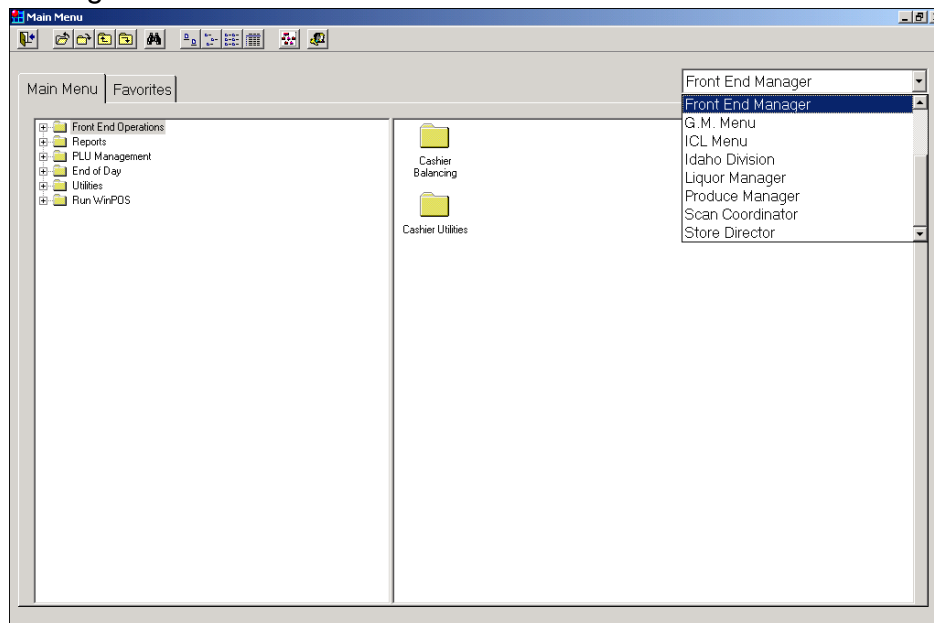 Main Menu
Main Menu
Favorites
Front End Manager
Front End Manager
G.M. Menu
ICL Menu
Idaho Division
Liquor Manager
Produce Manager
Scan Coordinator
Store Director
Front End Operations
Reports
PLU Management
End of Day
Utilities
Run WinPOS
Cashier
Balancing
Cashier Utilities